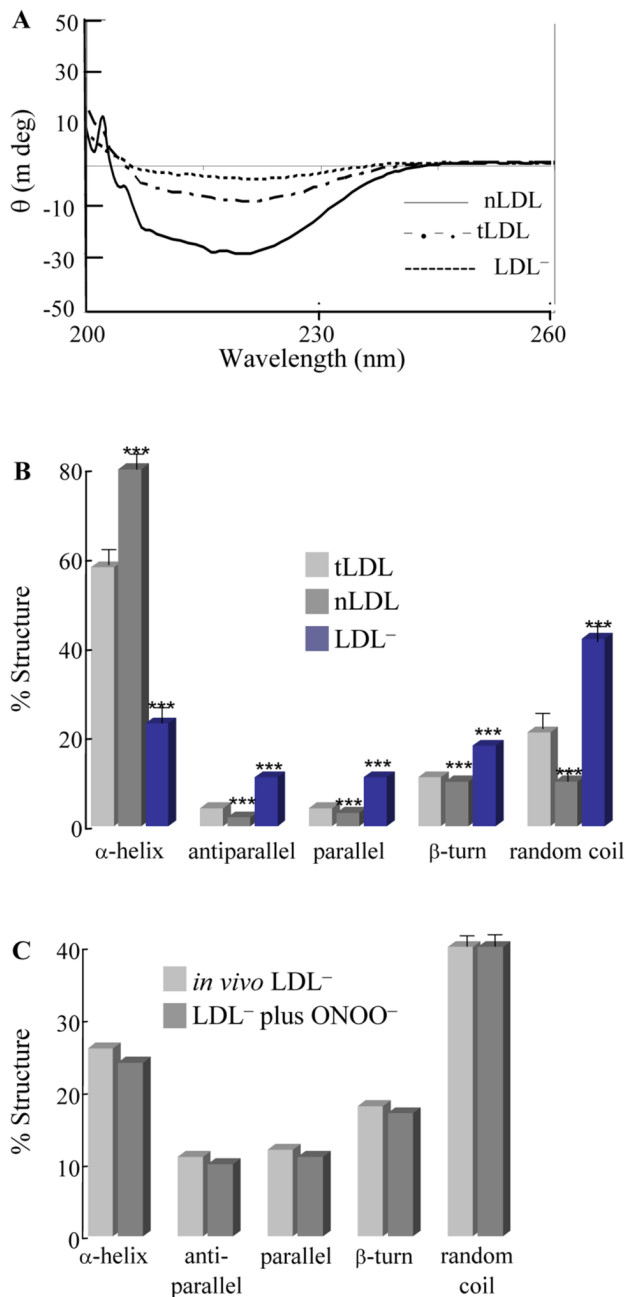 A
50
30
10
-10
-30
-50
θ (m deg)
nLDL
tLDL
LDL⁻
200
230
260
Wavelength (nm)
B
80
60
40
20
0
% Structure
***
***
***
***
***
***
***
***
***
***
tLDL
nLDL
LDL⁻
α-helix
antiparallel
parallel
β-turn
random coil
C
40
30
20
10
0
% Structure
in vivo LDL⁻
LDL⁻ plus ONOO⁻
α-helix
anti-
parallel
parallel
β-turn
random
coil